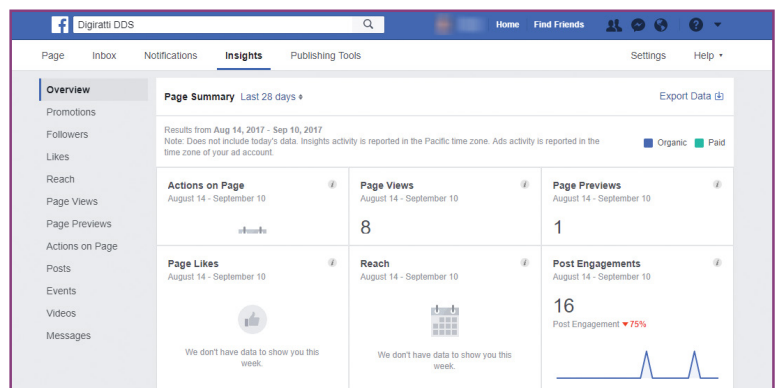 Digiratti DDS
Home
Find Friends
Page
Inbox
Notifications
Insights
Publishing Tools
Settings
Help
Overview
Promotions
Followers
Likes
Reach
Page Views
Page Previews
Actions on Page
Posts
Events
Videos
Messages
Page Summary Last 28 days
Export Data
Results from Aug 14, 2017 - Sep 10, 2017
Note: Does not include today's data. Insights activity is reported in the Pacific time zone. Ads activity is reported in the
time zone of your ad account.
Organic
Paid
Actions on Page
August 14 - September 10
Page Views
August 14 - September 10
8
Page Previews
August 14 - September 10
1
Page Likes
August 14 - September 10
We don't have data to show you this
week.
Reach
August 14 - September 10
We don't have data to show you this
week.
Post Engagements
August 14 - September 10
16
Post Engagement ▼75%